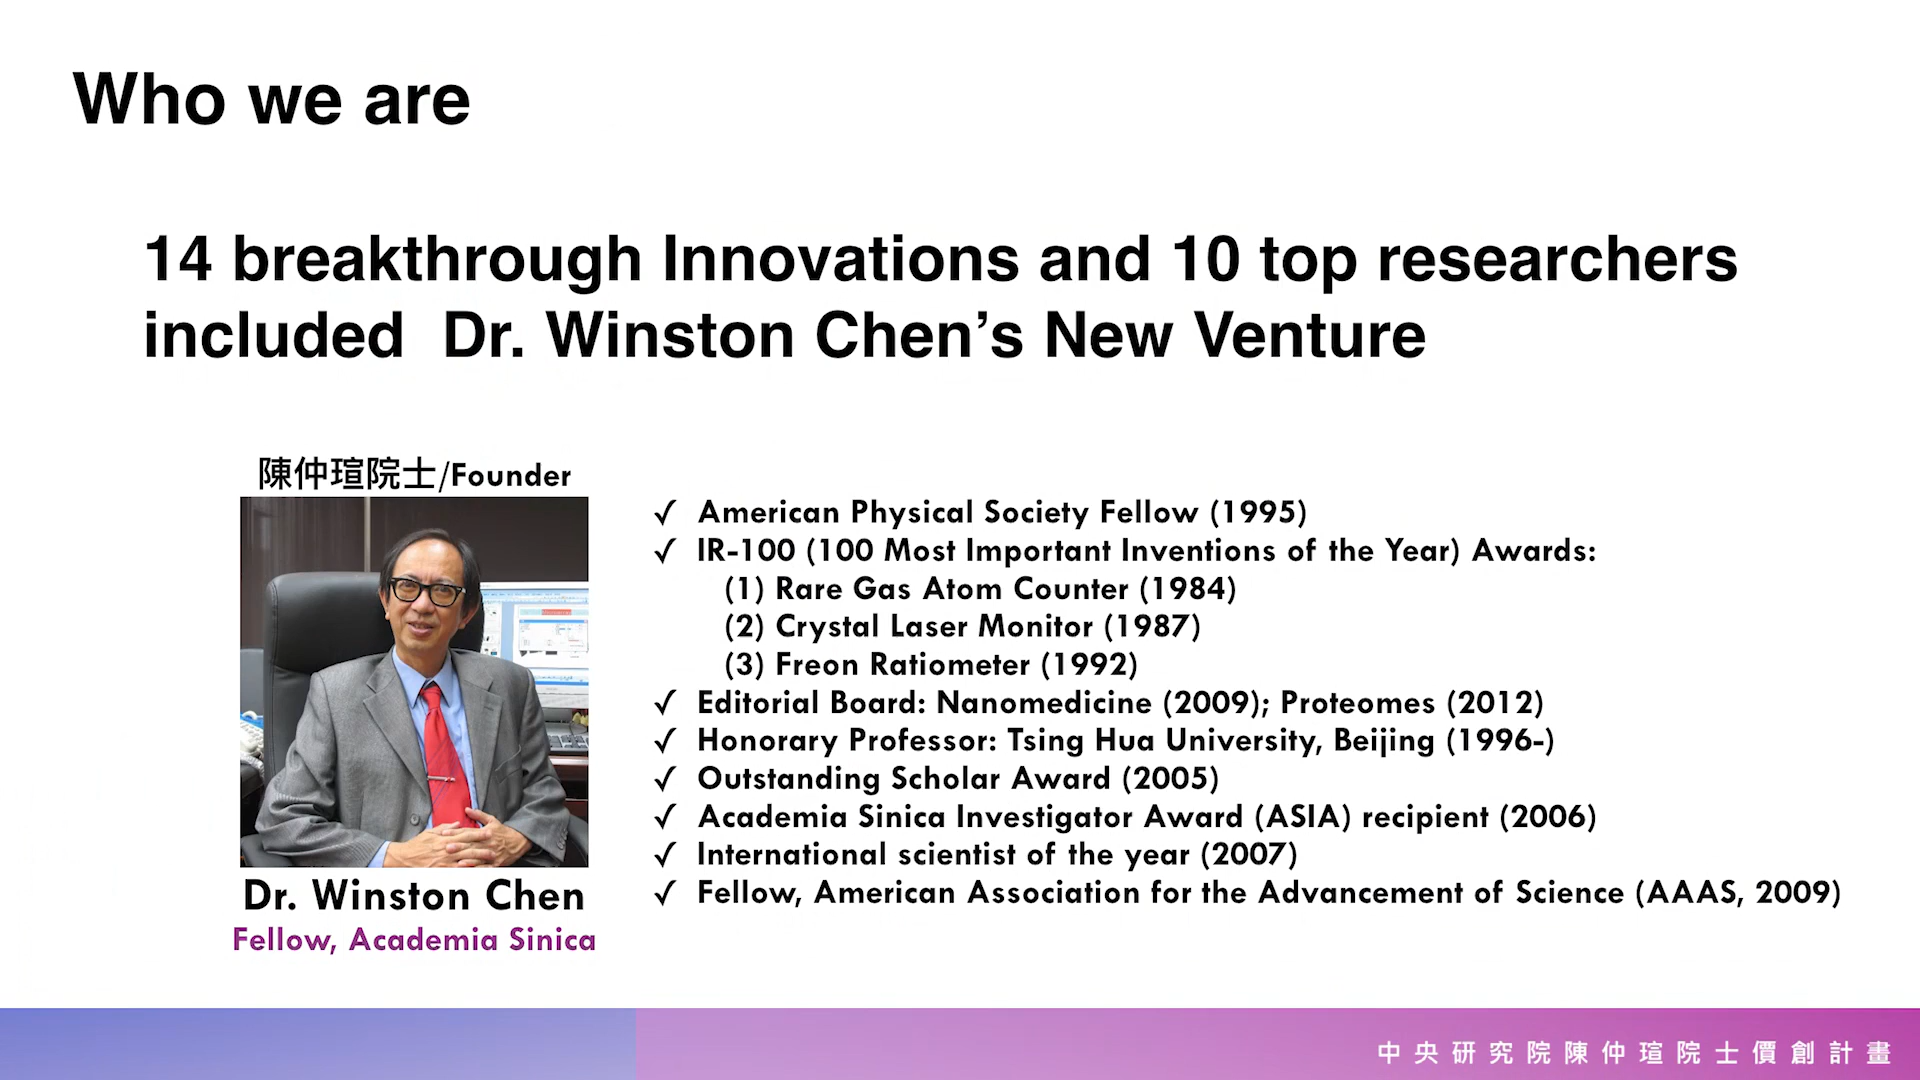 Who we are
14 breakthrough Innovations and 10 top researchers
included Dr. Winston Chen’s New Venture
陳仲瑄院士/Founder
✓ American Physical Society Fellow (1995)
✓ IR-100 (100 Most Important Inventions of the Year) Awards:
(1) Rare Gas Atom Counter (1984)
(2) Crystal Laser Monitor (1987)
(3) Freon Ratiometer (1992)
✓ Editorial Board: Nanomedicine (2009); Proteomes (2012)
✓ Honorary Professor: Tsing Hua University, Beijing (1996-)
✓ Outstanding Scholar Award (2005)
✓ Academia Sinica Investigator Award (ASIA) recipient (2006)
✓ International scientist of the year (2007)
✓ Fellow, American Association for the Advancement of Science (AAAS, 2009)
Dr. Winston Chen
Fellow, Academia Sinica
中央研究院陳仲瑄院士價創計畫